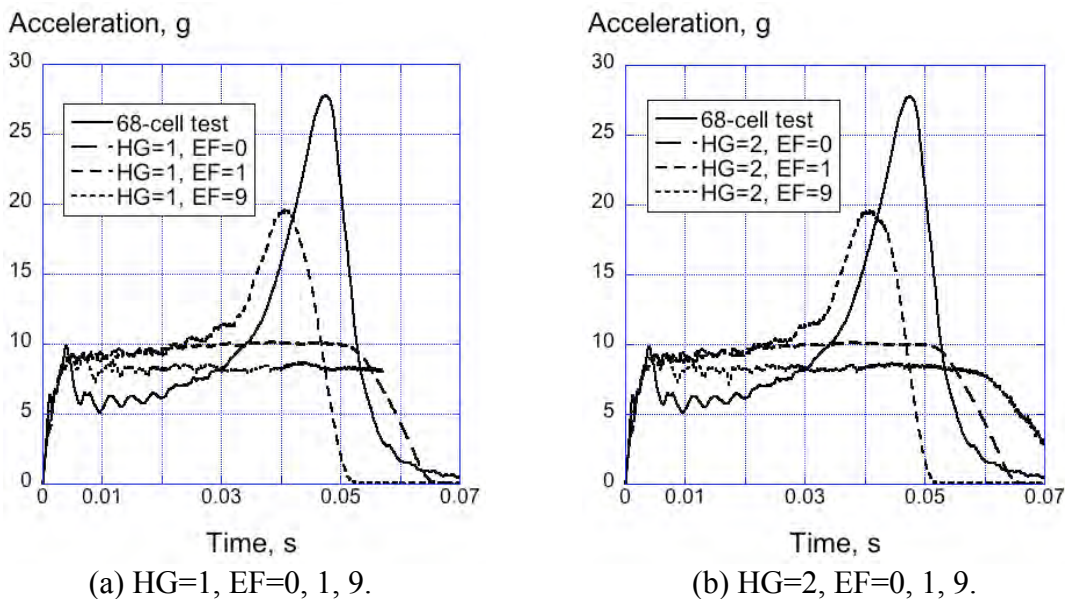 Acceleration, g
30
25
20
15
10
5
0
68-cell test
HG=1, EF=0
HG=1, EF=1
HG=1, EF=9
0 0.01 0.03 0.05 0.07
Time, s
(a) HG=1, EF=0, 1, 9.
Acceleration, g
30
25
20
15
10
5
0
68-cell test
HG=2, EF=0
HG=2, EF=1
HG=2, EF=9
0 0.01 0.03 0.05 0.07
Time, s
(b) HG=2, EF=0, 1, 9.